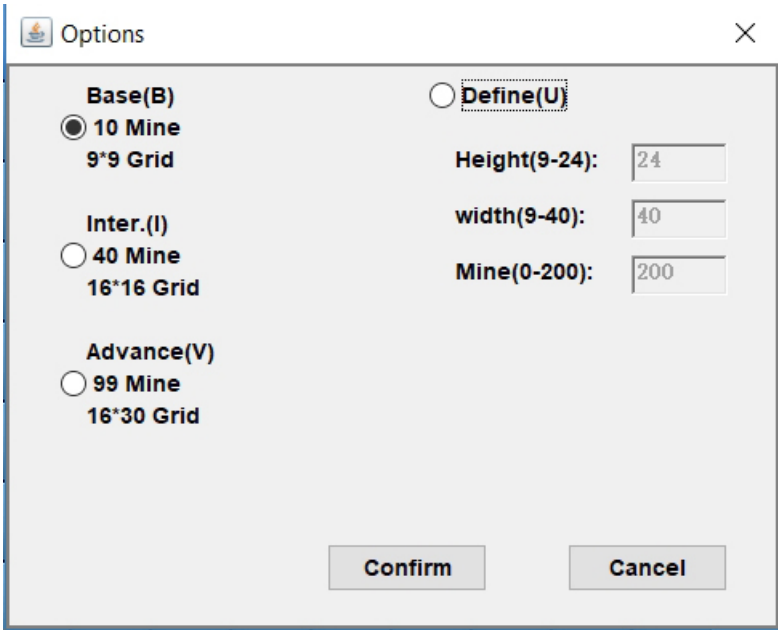 Options
Base(B)
10 Mine
9*9 Grid
Inter.(I)
40 Mine
16*16 Grid
Advance(V)
99 Mine
16*30 Grid
Define(U)
Height(9-24): 24
width(9-40): 40
Mine(0-200): 200
Confirm
Cancel